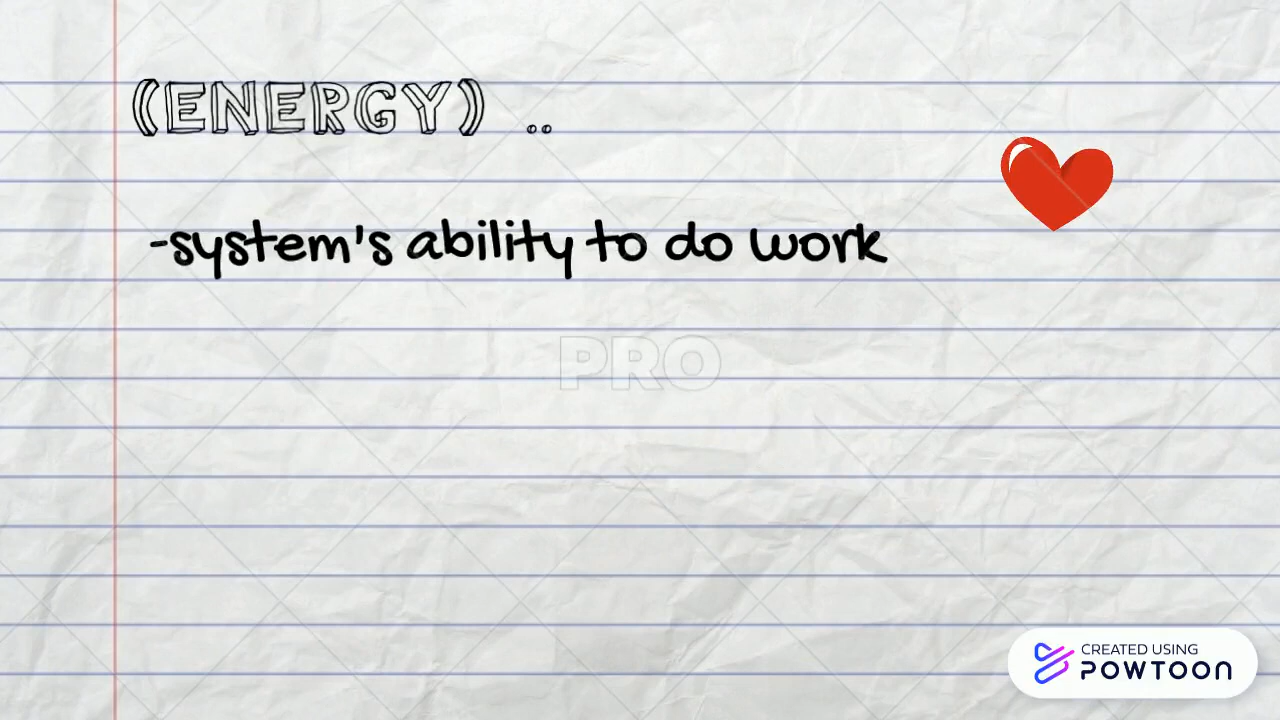 (ENERGY) ..
-system's ability to do work
PRO
CREATED USING
POWTOON